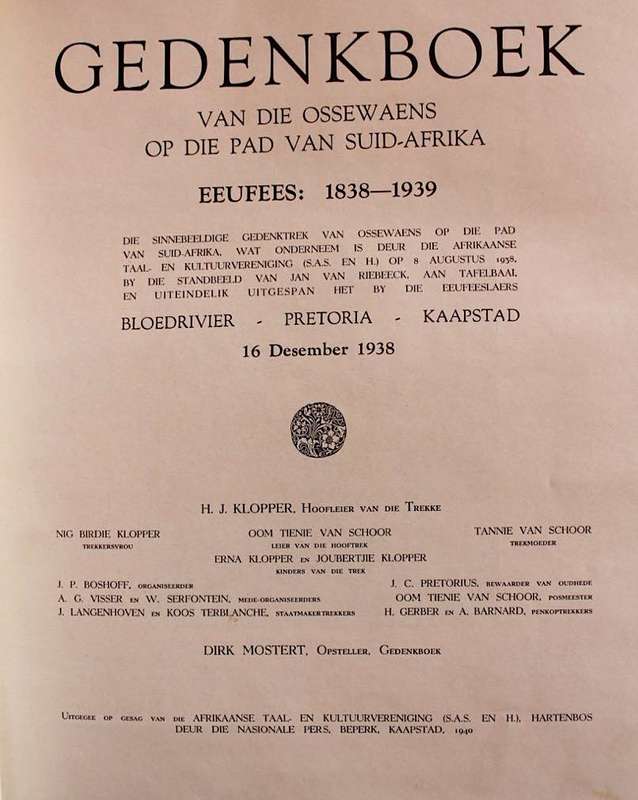 GEDENKBOEK
VAN DIE OSSEWAENS
OP DIE PAD VAN SUID-AFRIKA
EEUFEES: 1838—1939
DIE SINNEBEELDIGE GEDENKTREK VAN OSSEWAENS OP DIE PAD
VAN SUID-AFRIKA, WAT ONDERNEEM IS DEUR DIE AFRIKAANSE
TAAL- EN KULTUURVERENIGING (S.A.S. EN H.) OP 8 AUGUSTUS 1938,
BY DIE STANDBEELD VAN JAN VAN RIEBEECK, AAN TAFELBAAI,
EN UITEINDELIK UITGESPAN HET BY DIE EEUFEESLAERS
BLOEDRIVIER - PRETORIA - KAAPSTAD
16 Desember 1938
H. J. KLOPPER, HOOFLEIER VAN DIE TREKKE
NIG BIRDIE KLOPPER OOM TIENIE VAN SCHOOR TANNIE VAN SCHOOR
TREKKERSVROU LEIER VAN DIE HOOFTREK TREKMOEDER
ERNA KLOPPER EN JOUBERTJIE KLOPPER
KINDERS VAN DIE TREK
J. P. BOSHOFF, ORGANISEERDER J. C. PRETORIUS, BEWAARDER VAN OUDHEDE
A. G. VISSER EN W. SERFONTEIN, MEDE-ORGANISEERDERS OOM TIENIE VAN SCHOOR, POSMEESTER
J. LANGENHOVEN EN KOOS TERBLANCHE, STAATMAKERTREKKERS H. GERBER EN A. BARNARD, PENKOPTREKKERS
DIRK MOSTERT, OPSTELLER, GEDENKBOEK
UITGEGEE OP GESAG VAN DIE AFRIKAANSE TAAL- EN KULTUURVERENIGING (S.A.S. EN H.), HARTENBOS
DEUR DIE NASIONALE PERS, BEPERK, KAAPSTAD, 1940